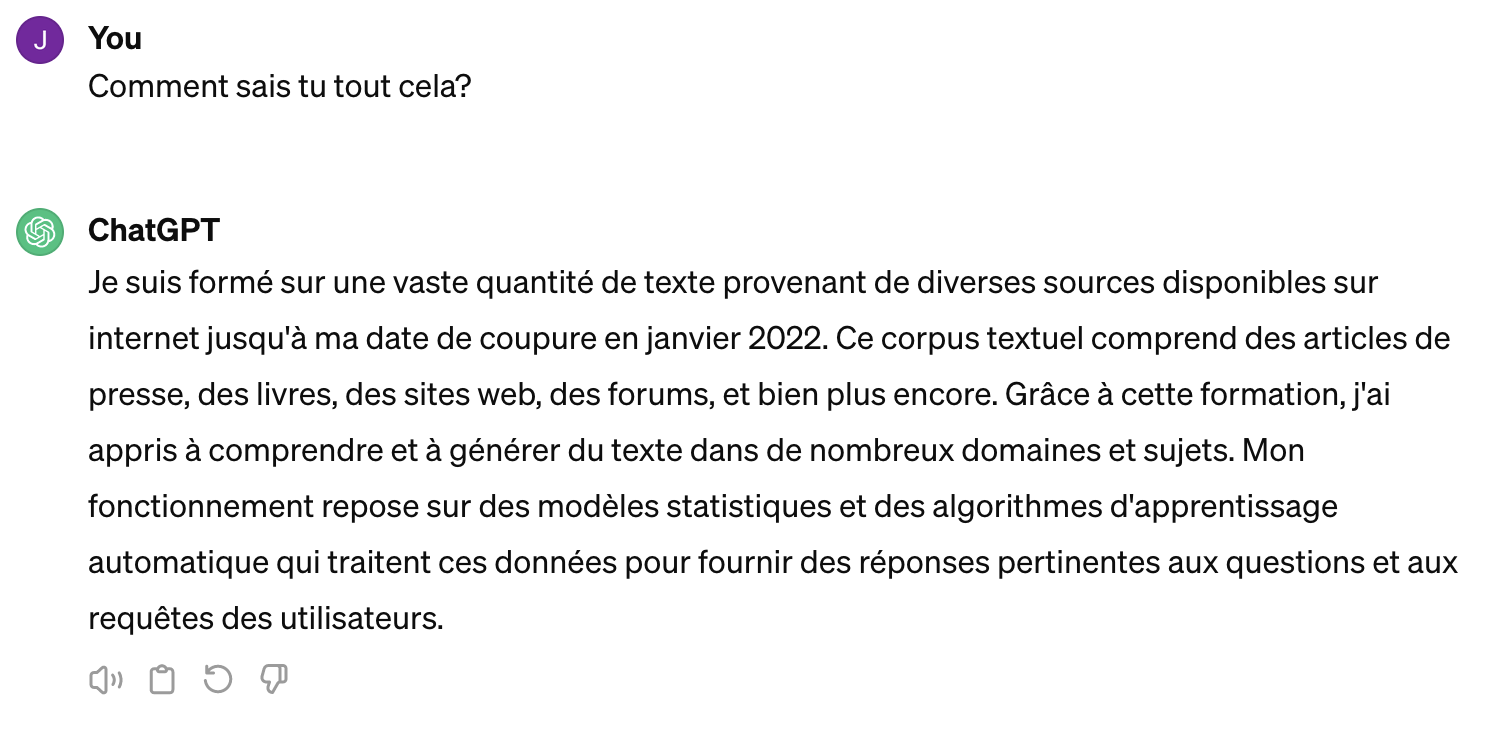 J
You
Comment sais tu tout cela?
ChatGPT
Je suis formé sur une vaste quantité de texte provenant de diverses sources disponibles sur
internet jusqu'à ma date de coupure en janvier 2022. Ce corpus textuel comprend des articles de
presse, des livres, des sites web, des forums, et bien plus encore. Grâce à cette formation, j'ai
appris à comprendre et à générer du texte dans de nombreux domaines et sujets. Mon
fonctionnement repose sur des modèles statistiques et des algorithmes d'apprentissage
automatique qui traitent ces données pour fournir des réponses pertinentes aux questions et aux
requêtes des utilisateurs.